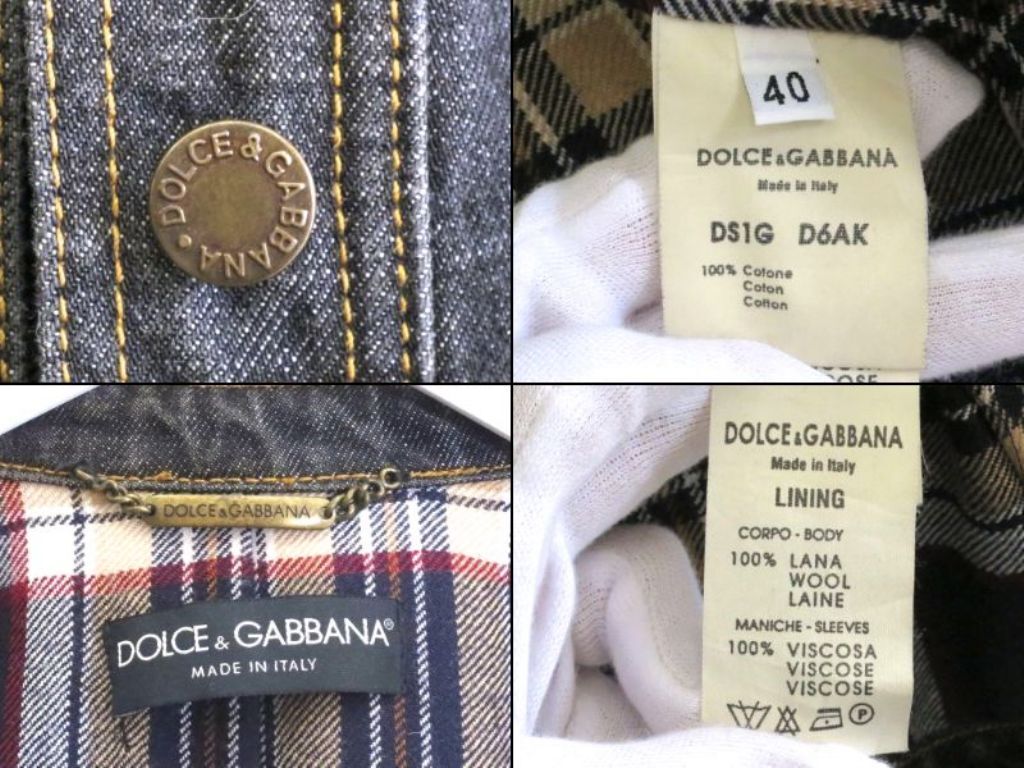 DOLCE & GABBANA
40
DOLCE & GABBANA
Made in Italy
DS1G D6AK
100% Cotone
Coton
Cotton
DOLCE & GABBANA
DOLCE & GABBANA®
MADE IN ITALY
DOLCE & GABBANA
Made in Italy
LINING
CORPO - BODY
100% LANA
WOOL
LAINE
MANICHE - SLEEVES
100% VISCOSA
VISCOSE
VISCOSE
P